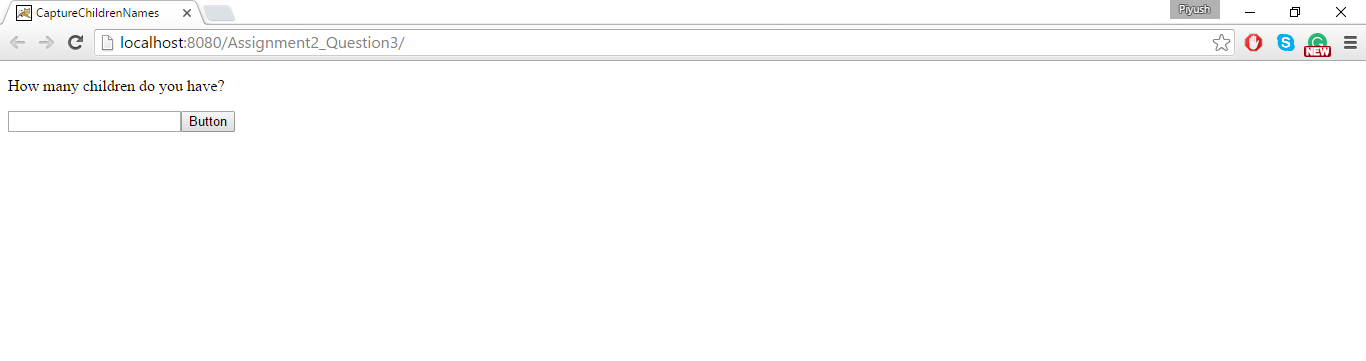 CaptureChildrenNames
Piyush
localhost:8080/Assignment2_Question3/
NEW
How many children do you have?
Button